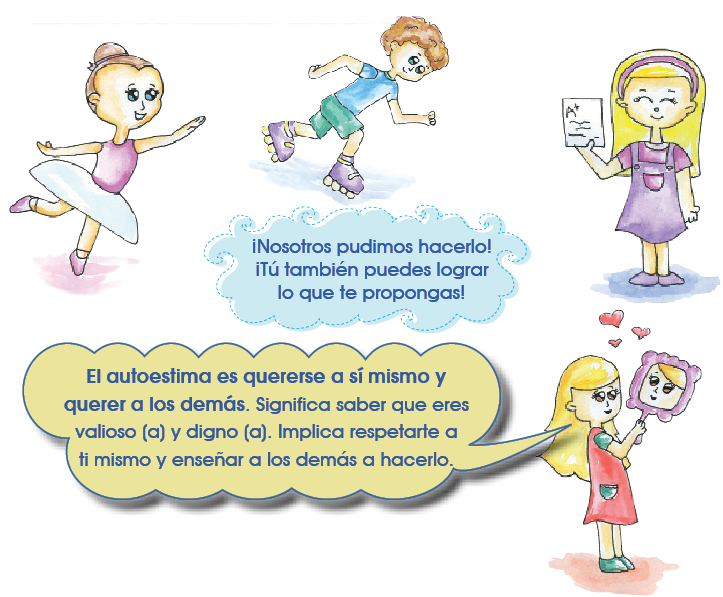 A+
¡Nosotros pudimos hacerlo!
¡Tú también puedes lograr
lo que te propongas!
El autoestima es quererse a sí mismo y
querer a los demás. Significa saber que eres
valioso (a) y digno (a). Implica respetarte a
ti mismo y enseñar a los demás a hacerlo.